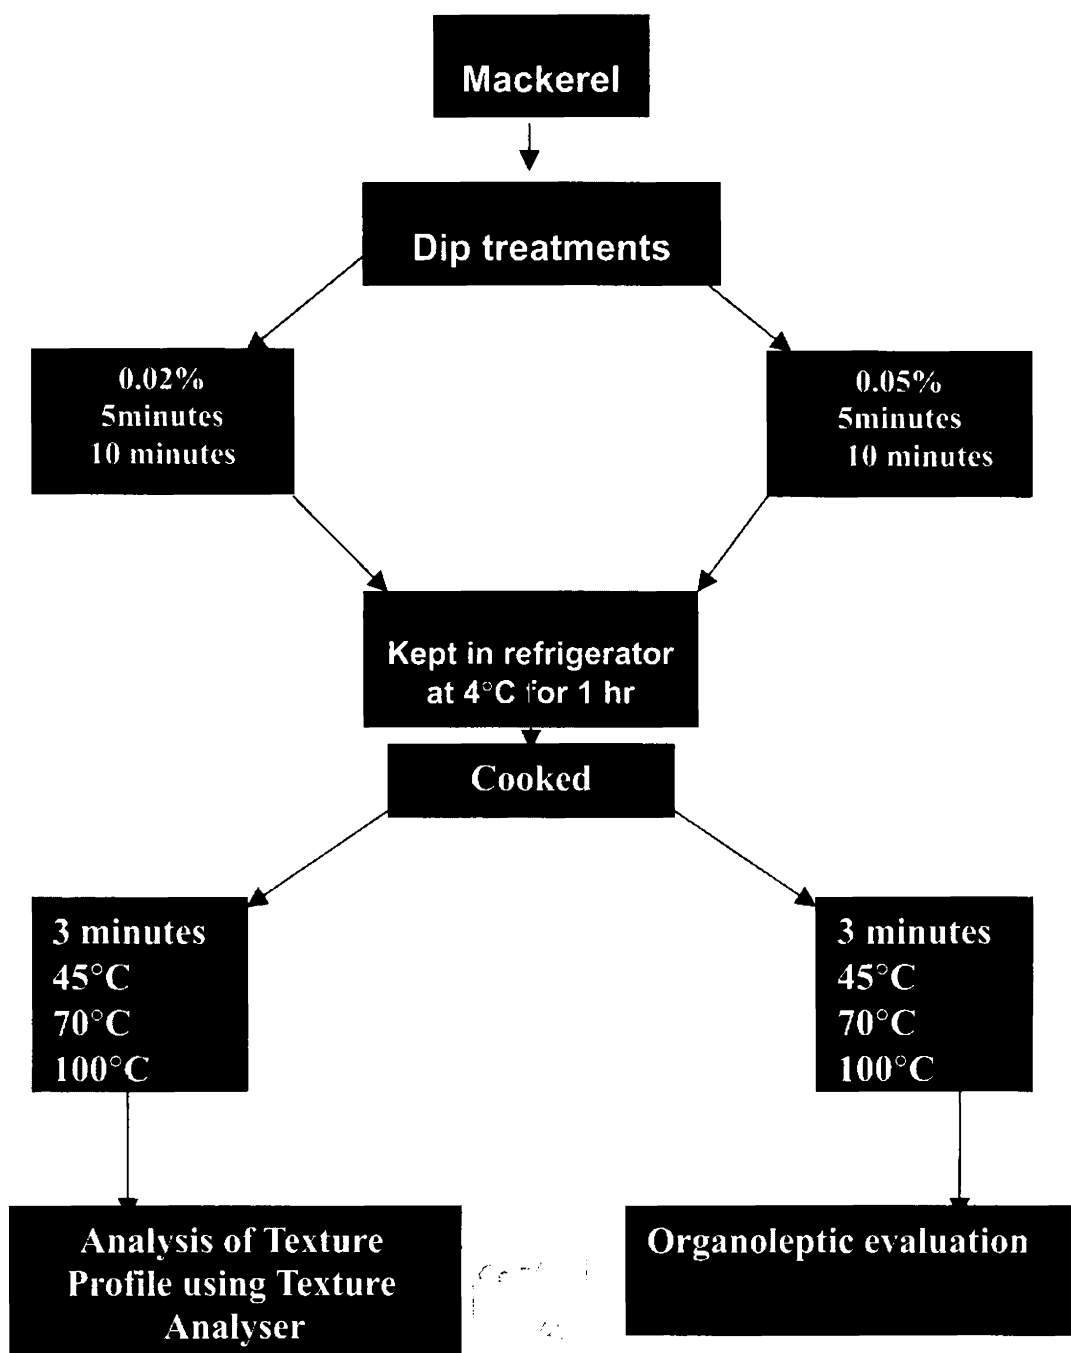 Mackerel
Dip treatments
0.02%
5minutes
10 minutes
0.05%
5minutes
10 minutes
Kept in refrigerator
at 4°C for 1 hr
Cooked
3 minutes
45°C
70°C
100°C
3 minutes
45°C
70°C
100°C
Analysis of Texture
Profile using Texture
Analyser
Organoleptic evaluation